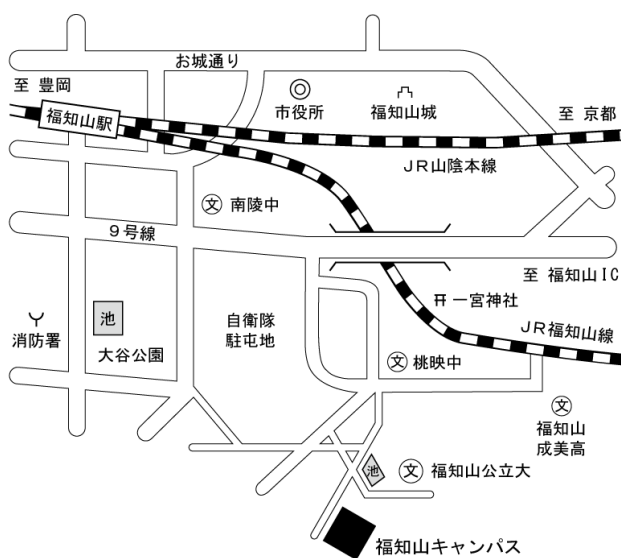 お城通り
至 豊岡
市役所
福知山城
至 京都
福知山駅
JR山陰本線
文
南陵中
9号線
至 福知山IC
一宮神社
池
自衛隊
駐屯地
消防署
大谷公園
JR福知山線
文
桃映中
文
福知山
成美高
池
文
福知山公立大
福知山キャンパス